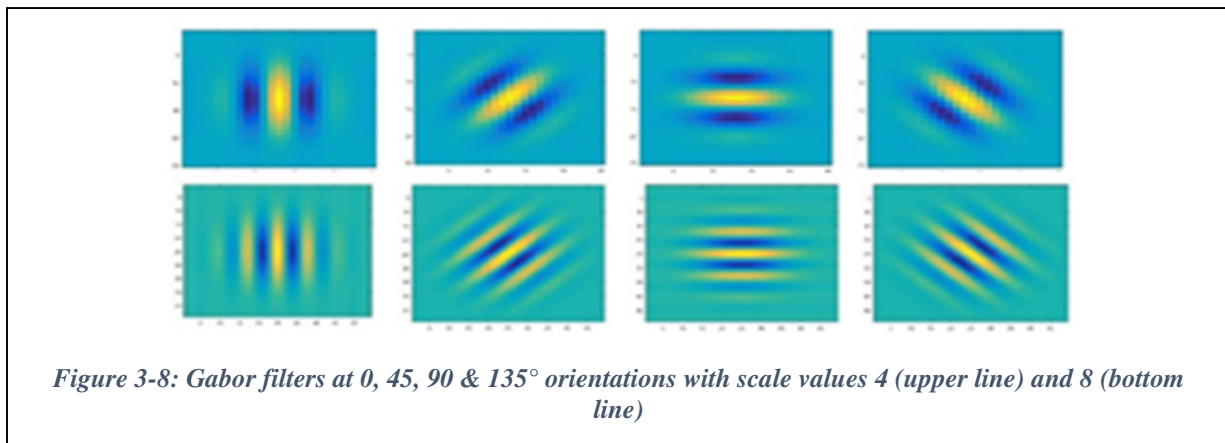 Figure 3-8: Gabor filters at 0, 45, 90 & 135° orientations with scale values 4 (upper line) and 8 (bottom
line)